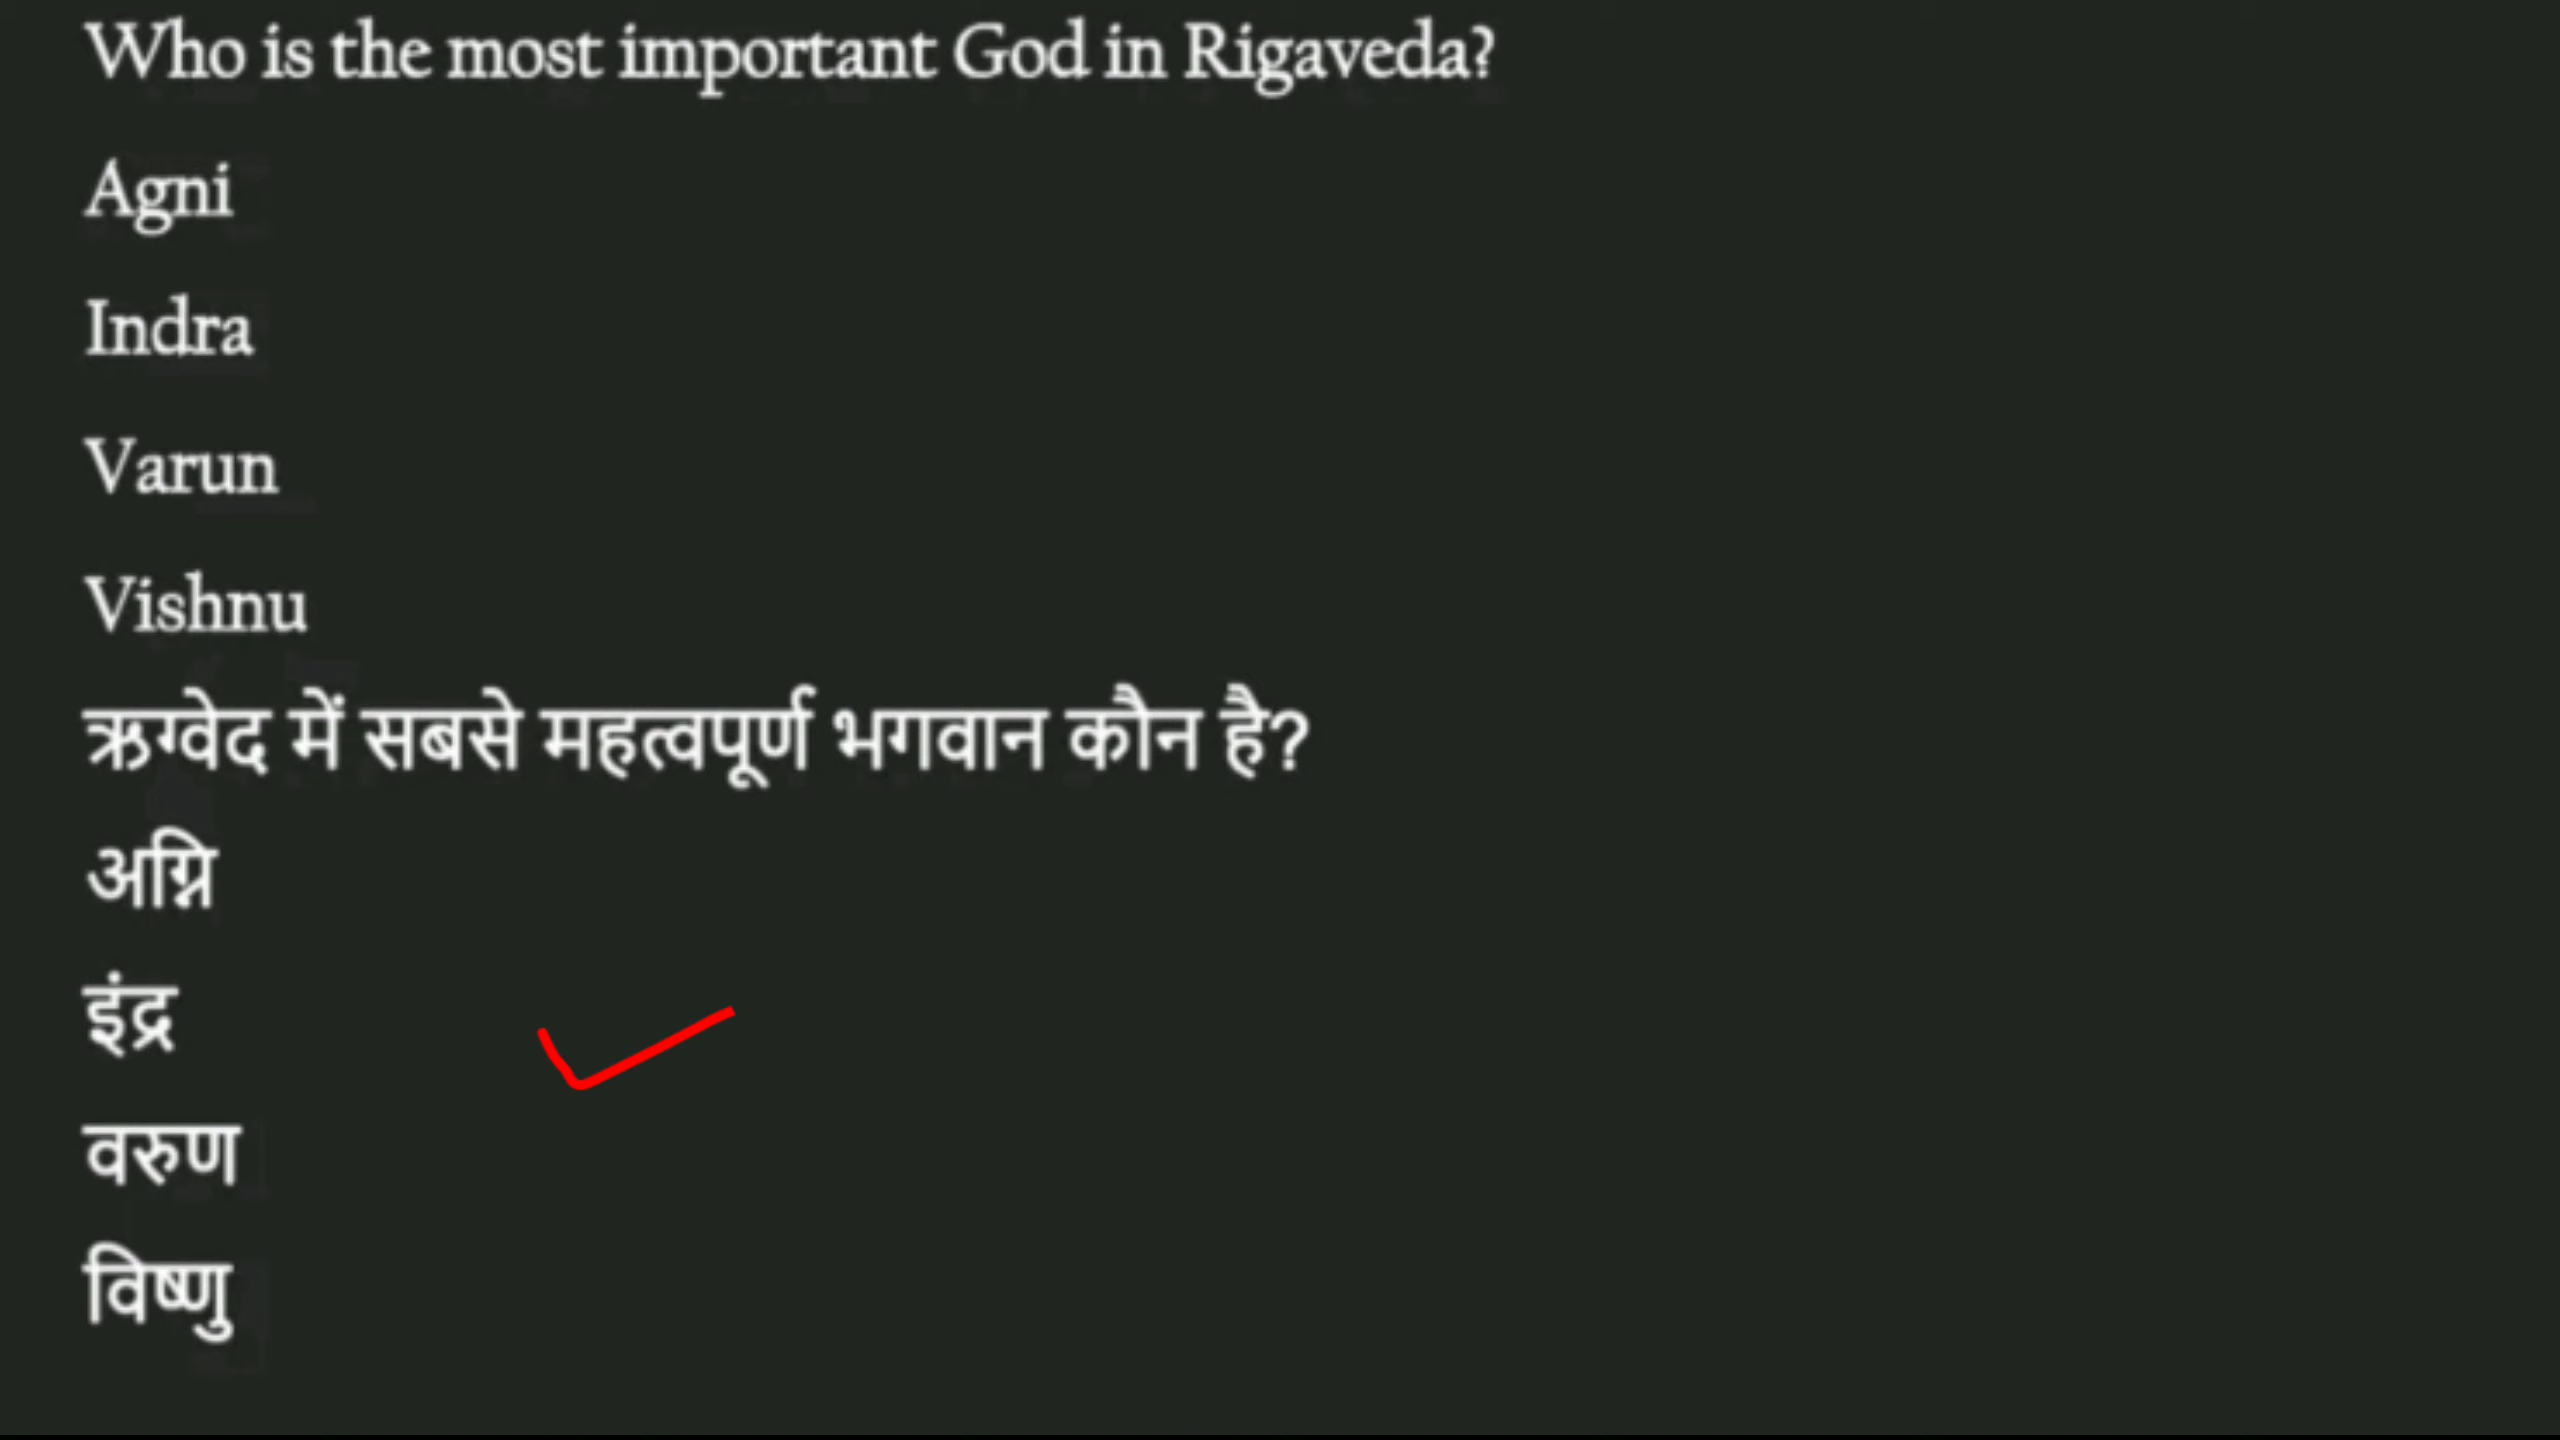 Who is the most important God in Rigaveda?
Agni
Indra
Varun
Vishnu
ऋग्वेद में सबसे महत्वपूर्ण भगवान कौन है?
अग्नि
इंद्र
वरुण
विष्णु